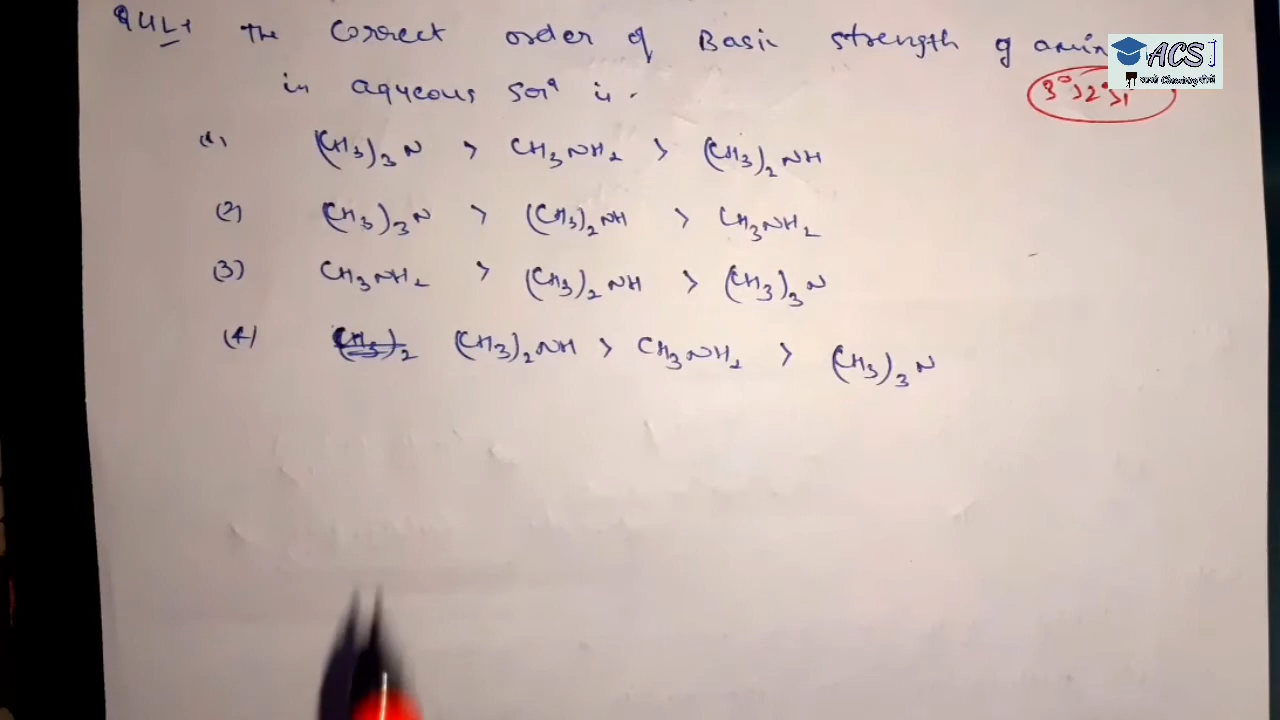 The Correct order of Basic strength of
in aqueous solⁿ is.
3°>2°>1
(1) (CH₃)₃N > CH₃NH₂ > (CH₃)₂NH
(2) (CH₃)₃N > (CH₃)₂NH > CH₃NH₂
(3) CH₃NH₂ > (CH₃)₂NH > (CH₃)₃N
(4) (CH₃)₂ (CH₃)₂NH > CH₃NH₂ > (CH₃)₃N
ACS